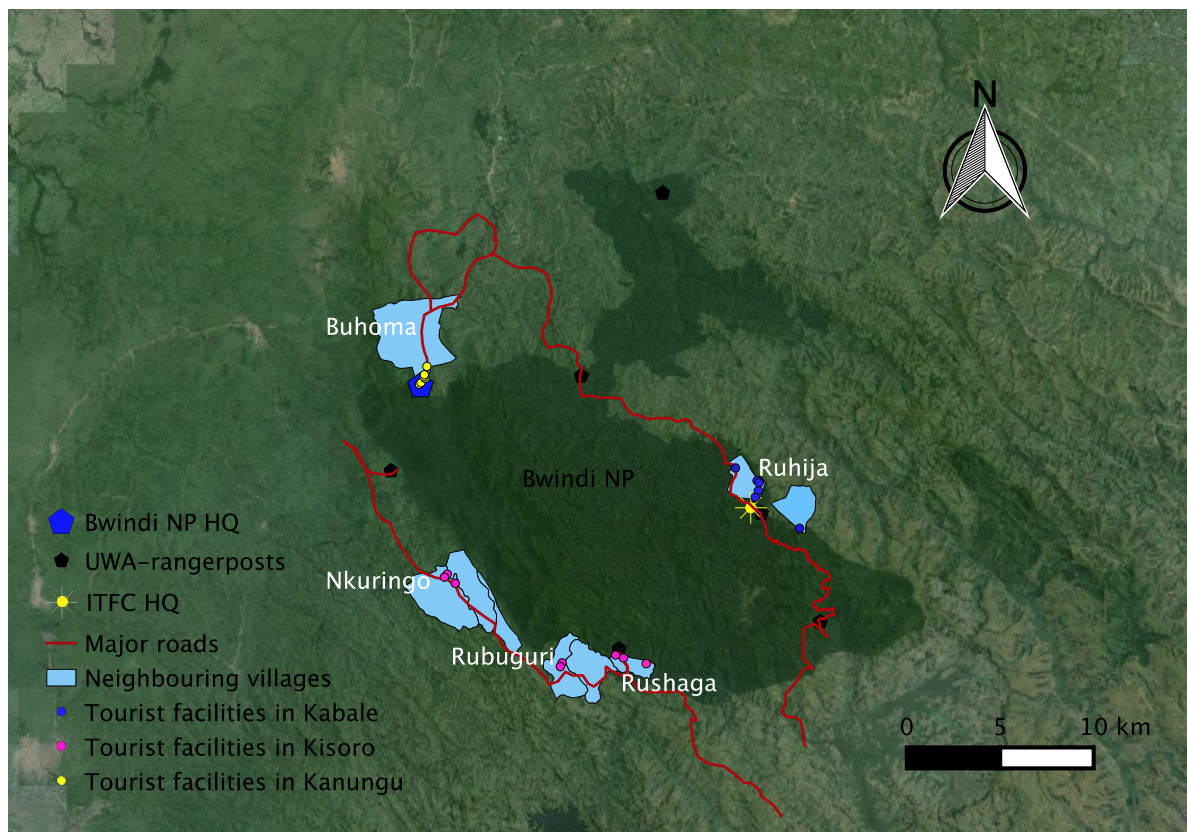 N
Buhoma
Ruhija
Bwindi NP
Bwindi NP HQ
UWA-rangerposts
Nkuringo
ITFC HQ
Major roads
Rubuguri
Neighbouring villages
Rushaga
Tourist facilities in Kabale
0 5 10 km
Tourist facilities in Kisoro
Tourist facilities in Kanungu